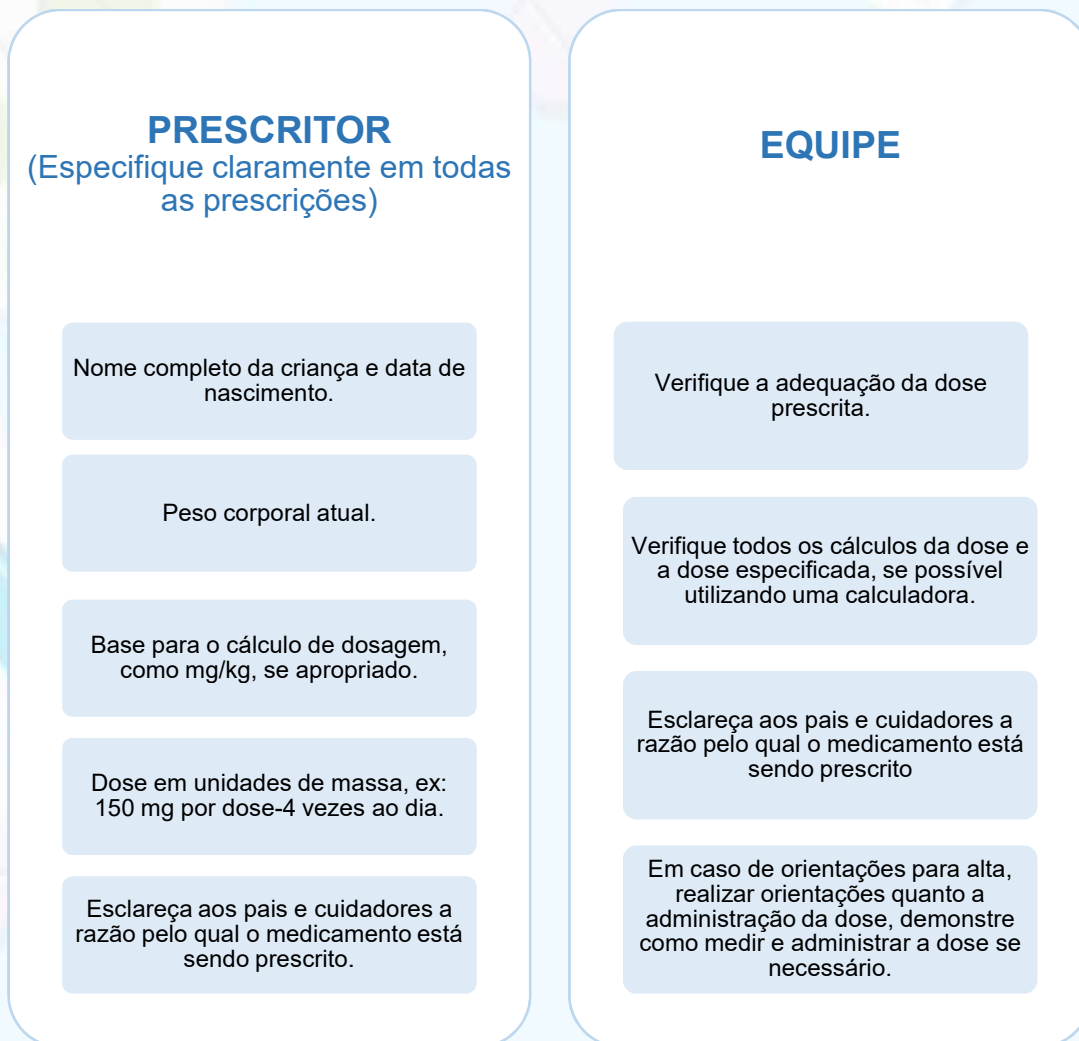 PRESCRITOR
(Especifique claramente em todas
as prescrições)
Nome completo da criança e data de
nascimento.
Peso corporal atual.
Base para o cálculo de dosagem,
como mg/kg, se apropriado.
Dose em unidades de massa, ex:
150 mg por dose-4 vezes ao dia.
Esclareça aos pais e cuidadores a
razão pelo qual o medicamento está
sendo prescrito.
EQUIPE
Verifique a adequação da dose
prescrita.
Verifique todos os cálculos da dose e
a dose especificada, se possível
utilizando uma calculadora.
Esclareça aos pais e cuidadores a
razão pelo qual o medicamento está
sendo prescrito
Em caso de orientações para alta,
realizar orientações quanto a
administração da dose, demonstre
como medir e administrar a dose se
necessário.